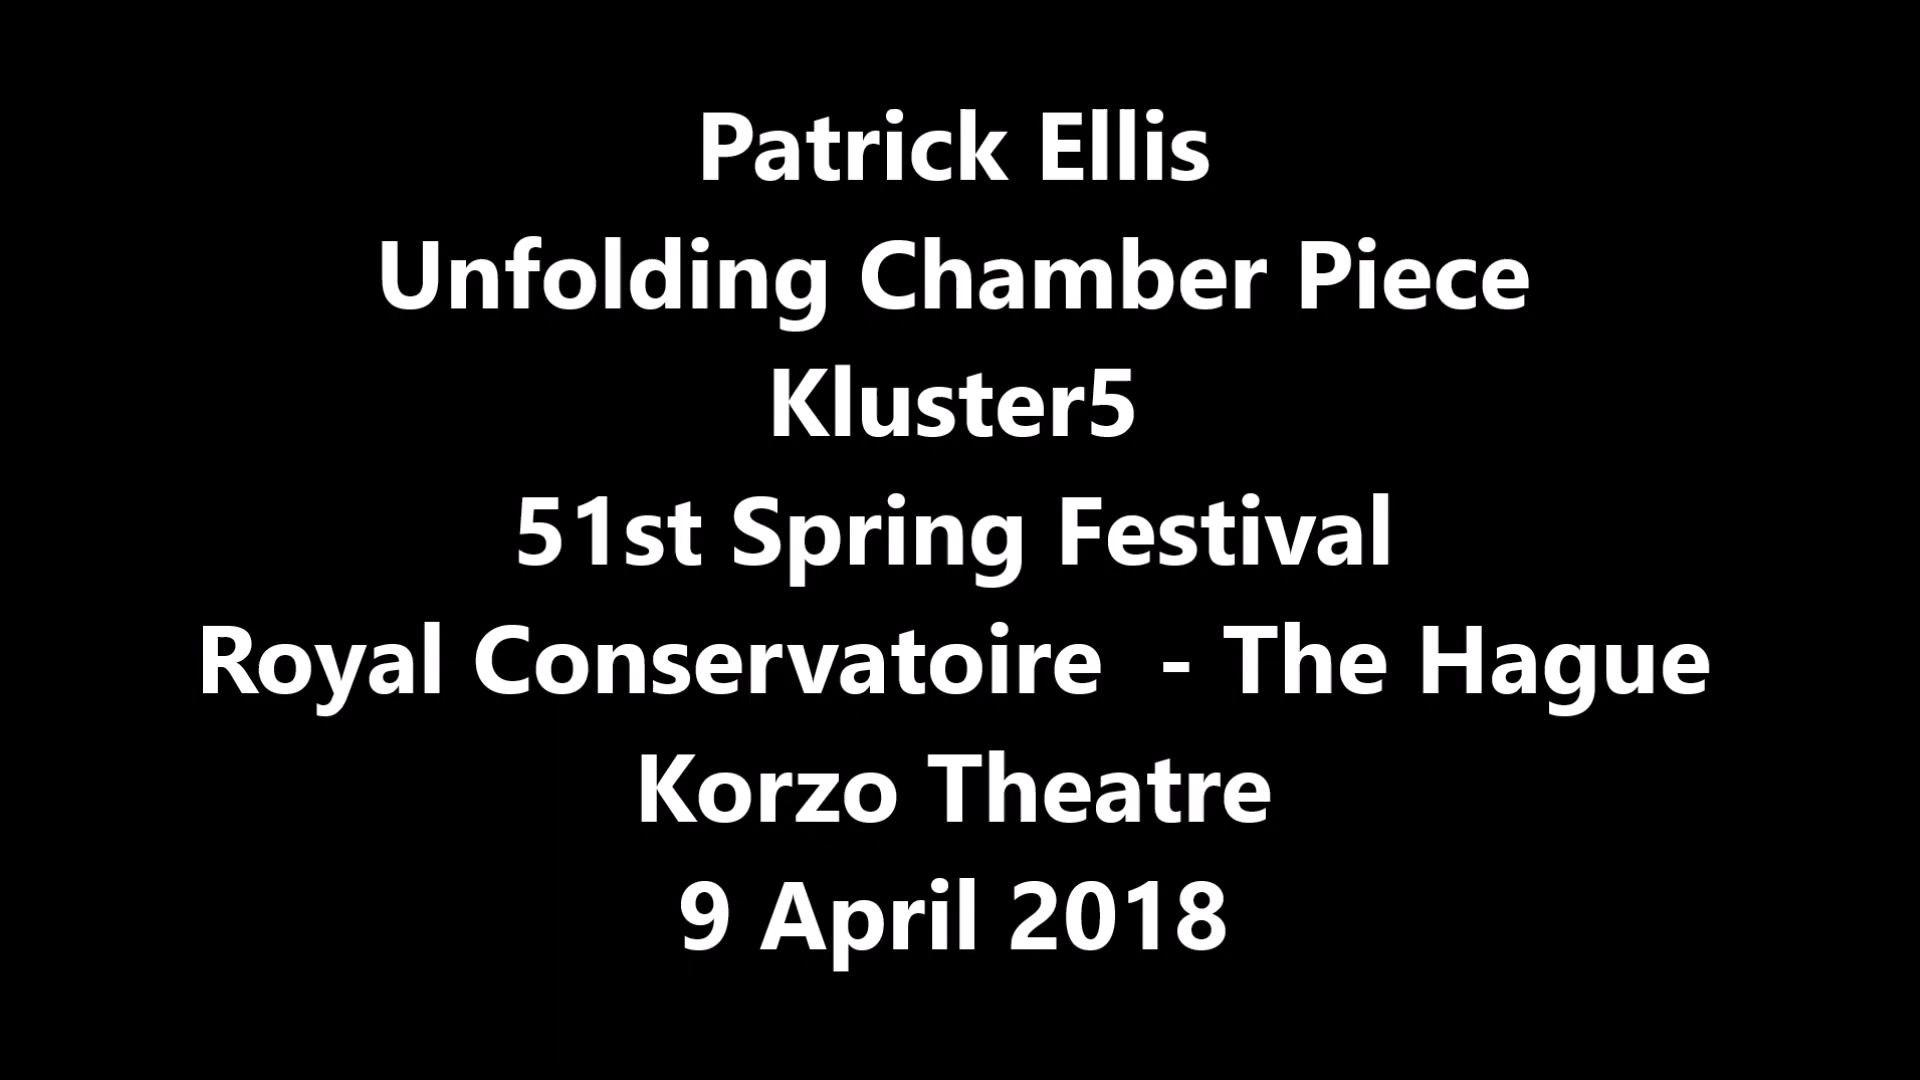 Patrick Ellis
Unfolding Chamber Piece
Kluster5
51st Spring Festival
Royal Conservatoire  - The Hague
Korzo Theatre
9 April 2018